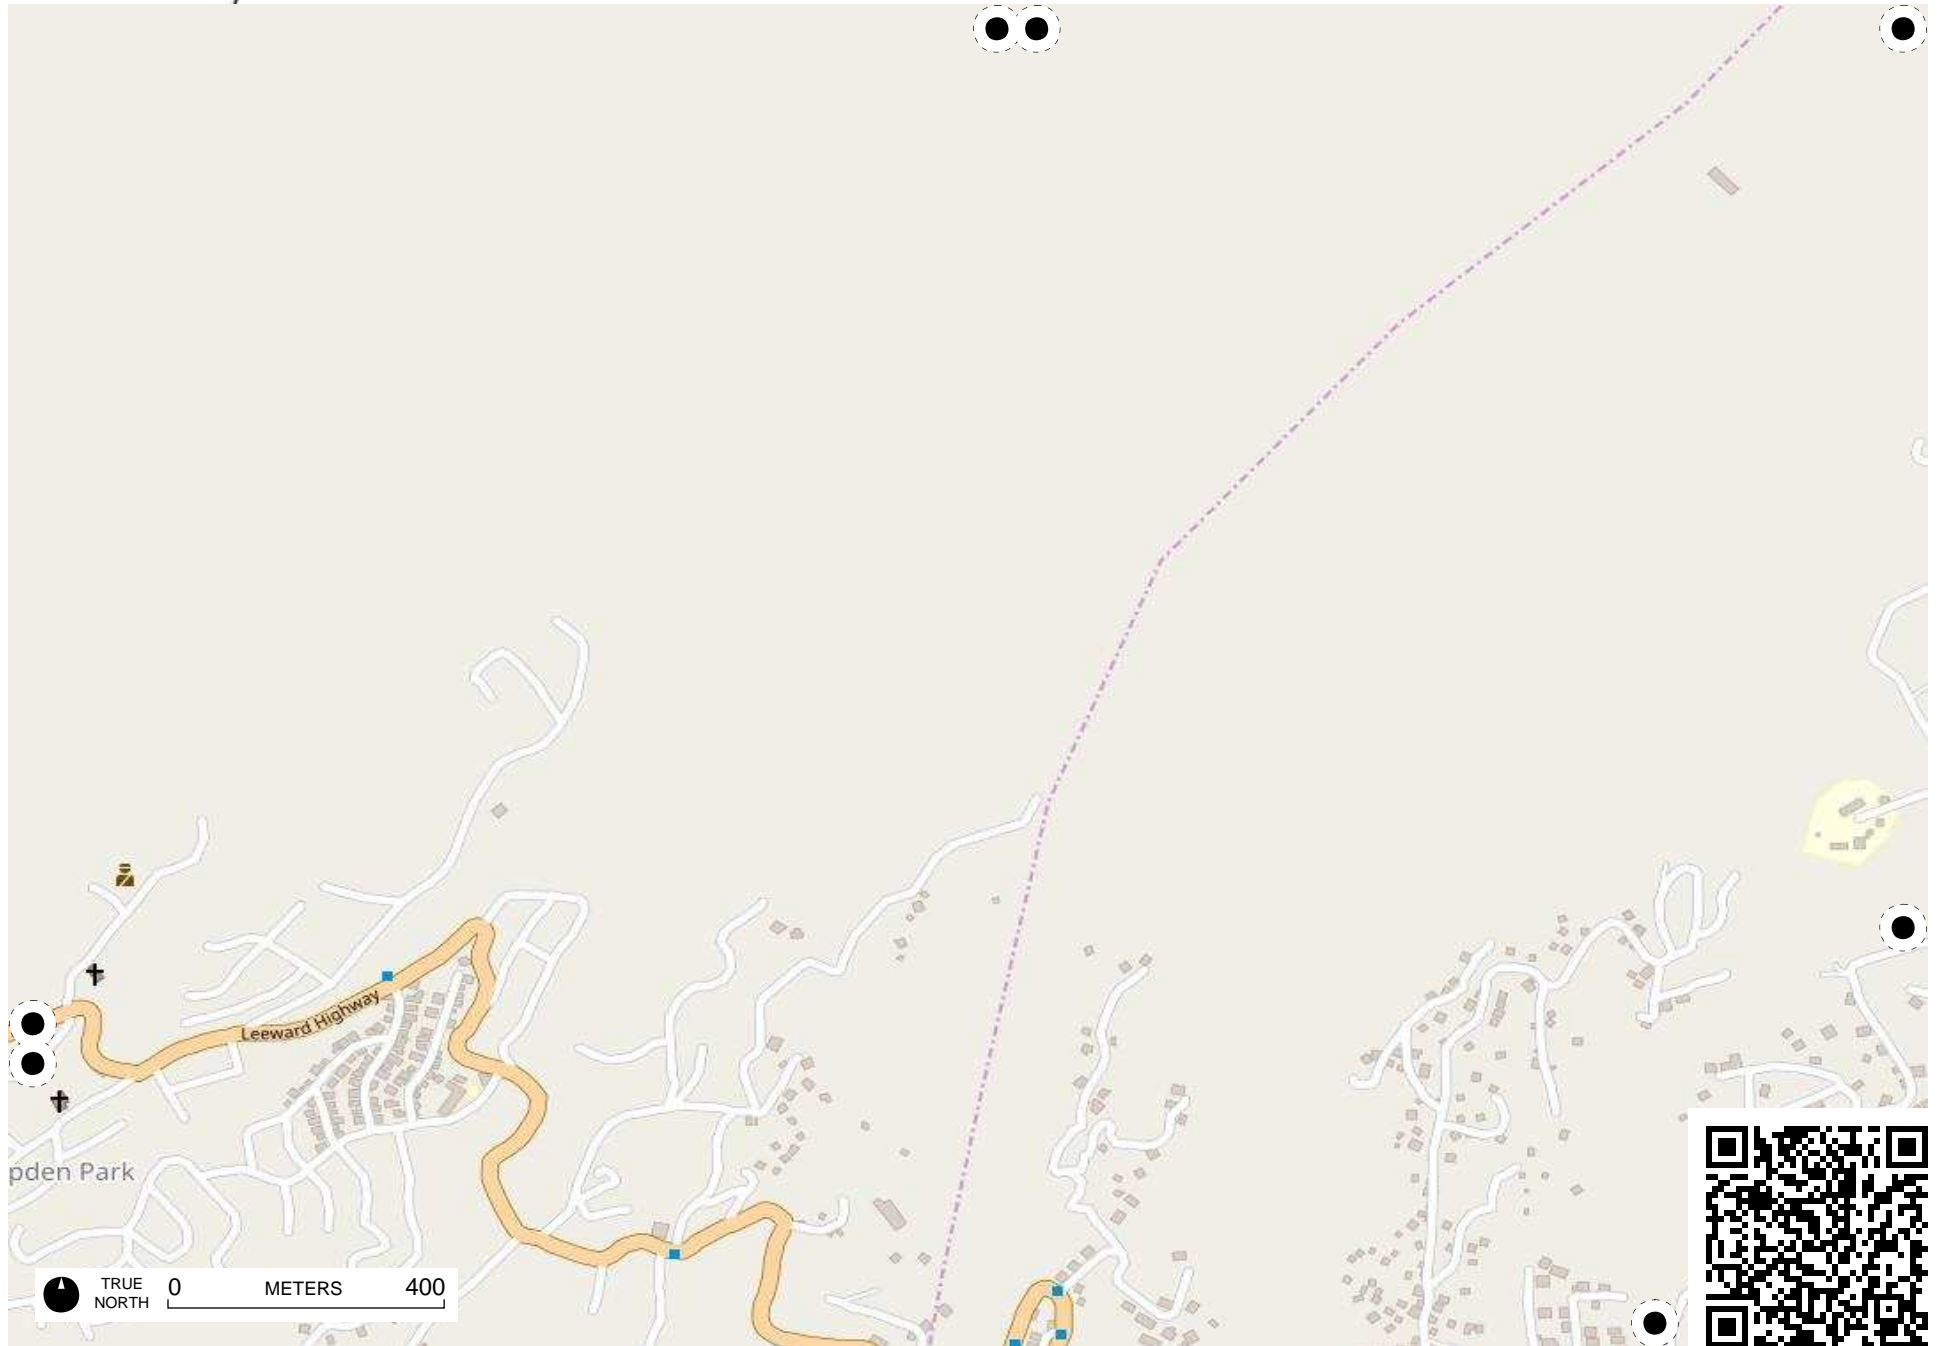 Leeward Highway
pden Park
TRUE
NORTH
0 METERS 400